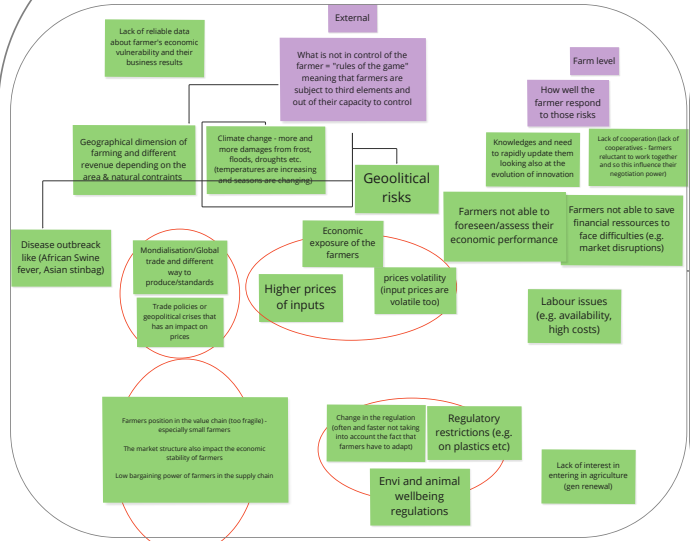 External
Lack of reliable data
about farmer's economic
vulnerability and their
business results
What is not in control of the
farmer = "rules of the game"
meaning that farmers are
subject to third elements and
out of their capacity to control
Farm level
How well the
farmer respond
to those risks
Geographical dimension of
farming and different
revenue depending on the
area & natural contraints
Climate change - more and
more damages from frost,
floods, droughts etc.
(temperatures are increasing
and seasons are changing)
Geoolitical
risks
Knowledges and need
to rapidly update them
looking also at the
evolution of innovation
Lack of cooperation (lack of
cooperatives - farmers
reluctant to work together
and so this influence their
negotiation power)
Farmers not able to
foresee/assess their
economic performance
Farmers not able to save
financial ressources to
face difficulties (e.g.
market disruptions)
Disease outbreack
like (African Swine
fever, Asian stinbag)
Mondialisation/Global
trade and different
way to
produce/standards
Trade policies or
geopolitical crises that
has an impact on
prices
Economic
exposure of the
farmers
Higher prices
of inputs
prices volatility
(input prices are
volatile too)
Labour issues
(e.g. availability,
high costs)
Farmers position in the value chain (too fragile) -
especially small farmers
The market structure also impact the economic
stability of farmers
Low bargaining power of farmers in the supply chain
Change in the regulation
(often and faster not taking
into account the fact that
farmers have to adapt)
Regulatory
restrictions (e.g.
on plastics etc)
Envi and animal
wellbeing
regulations
Lack of interest in
entering in agriculture
(gen renewal)